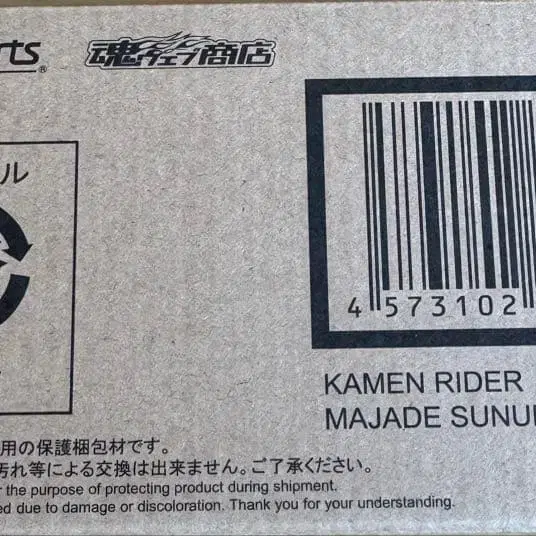 rts ®
魂ウェブ商店
ル
4 573102
KAMEN RIDER
MAJADE SUNU
用の保護梱包材です。
汚れ等による交換は出来ません。ご了承ください。
the purpose of protecting product during shipment.
ed due to damage or discoloration. Thank you for your understanding.